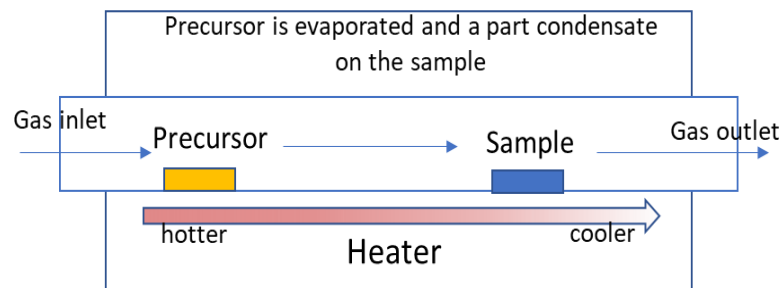 Precursor is evaporated and a part condensate
on the sample
Gas inlet
Precursor
Sample
Gas outlet
hotter
Heater
cooler